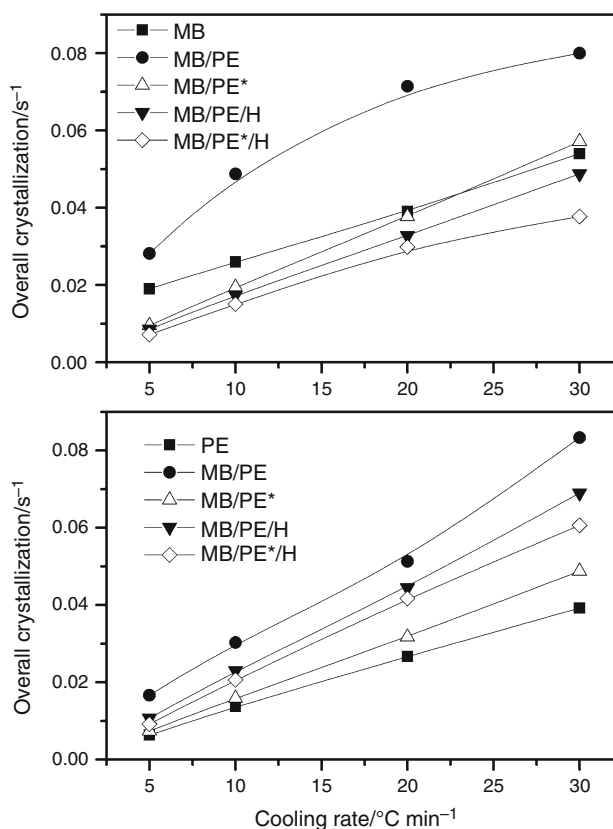 0.08
0.06
0.04
0.02
0.00
Overall crystallization/s⁻¹
MB
MB/PE
MB/PE*
MB/PE/H
MB/PE*/H
5 10 15 20 25 30
0.08
0.06
0.04
0.02
0.00
Overall crystallization/s⁻¹
PE
MB/PE
MB/PE*
MB/PE/H
MB/PE*/H
5 10 15 20 25 30
Cooling rate/°C min⁻¹